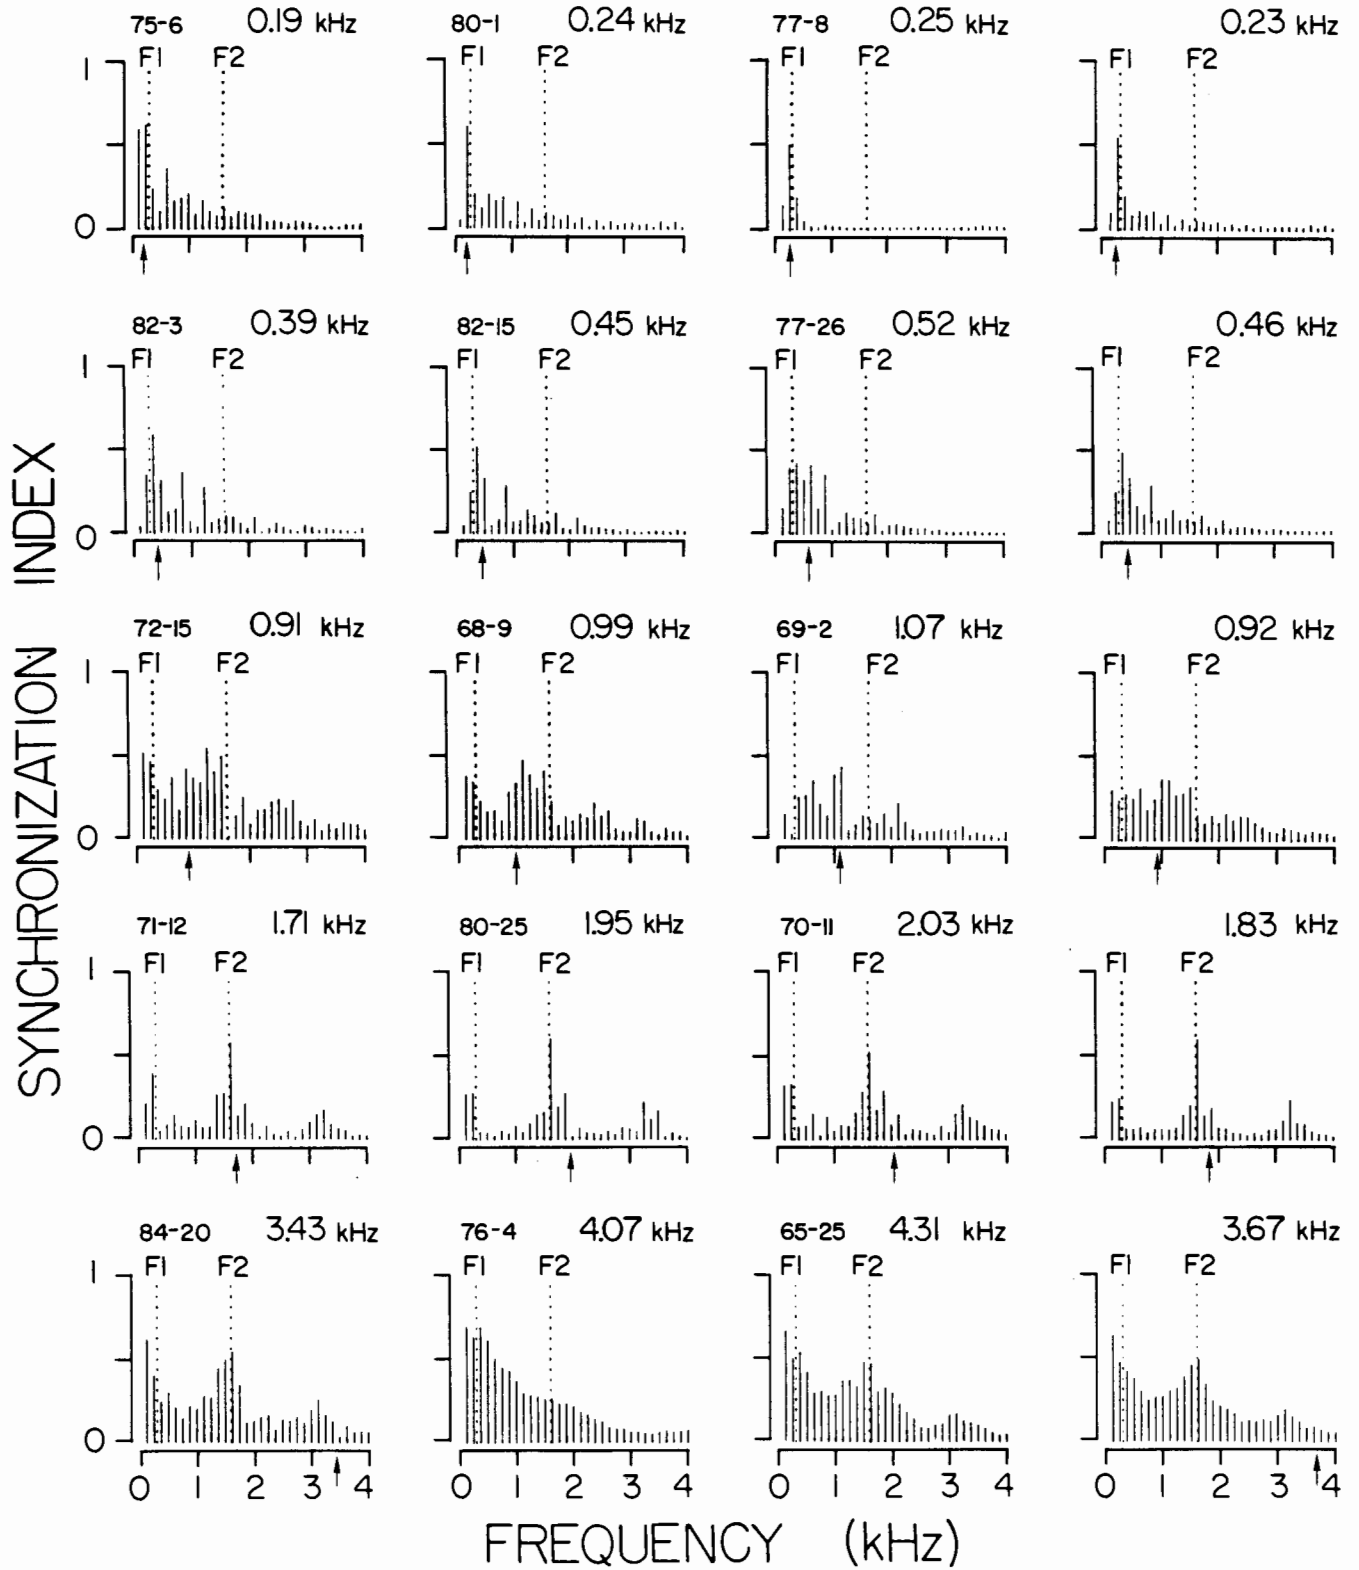 75-6 0.19 kHz 80-1 0.24 kHz 77-8 0.25 kHz 0.23 kHz
F1 F2 F1 F2 F1 F2 F1 F2
1
0
82-3 0.39 kHz 82-15 0.45 kHz 77-26 0.52 kHz 0.46 kHz
F1 F2 F1 F2 F1 F2 F1 F2
1
0
72-15 0.91 kHz 68-9 0.99 kHz 69-2 1.07 kHz 0.92 kHz
F1 F2 F1 F2 F1 F2 F1 F2
1
0
71-12 1.71 kHz 80-25 1.95 kHz 70-11 2.03 kHz 1.83 kHz
F1 F2 F1 F2 F1 F2 F1 F2
1
0
84-20 3.43 kHz 76-4 4.07 kHz 65-25 4.31 kHz 3.67 kHz
F1 F2 F1 F2 F1 F2 F1 F2
1
0
0 1 2 3 4 0 1 2 3 4 0 1 2 3 4 0 1 2 3 4
SYNCHRONIZATION INDEX
FREQUENCY (kHz)